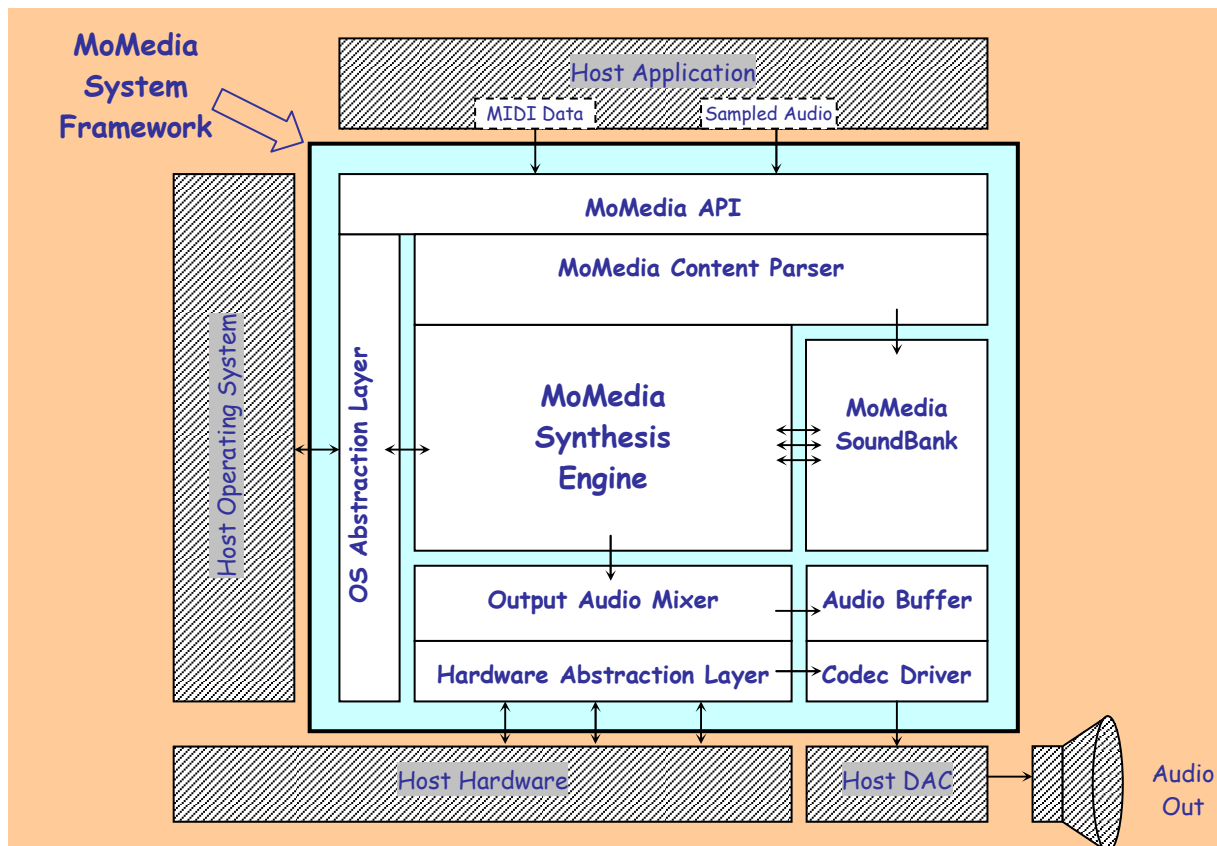 MoMedia
System
Framework
Host Application
MIDI Data
Sampled Audio
MoMedia API
MoMedia Content Parser
Host Operating System
OS Abstraction Layer
MoMedia
Synthesis
Engine
MoMedia
SoundBank
Output Audio Mixer
Audio Buffer
Hardware Abstraction Layer
Codec Driver
Host Hardware
Host DAC
Audio
Out